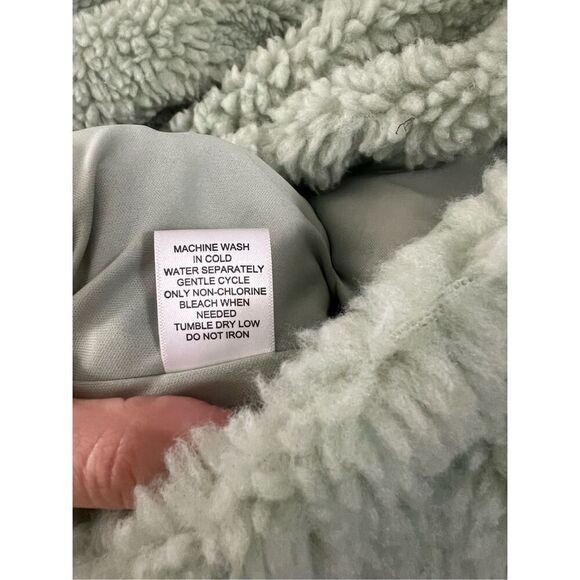 MACHINE WASH
IN COLD
WATER SEPARATELY
GENTLE CYCLE
ONLY NON-CHLORINE
BLEACH WHEN
NEEDED
TUMBLE DRY LOW
DO NOT IRON